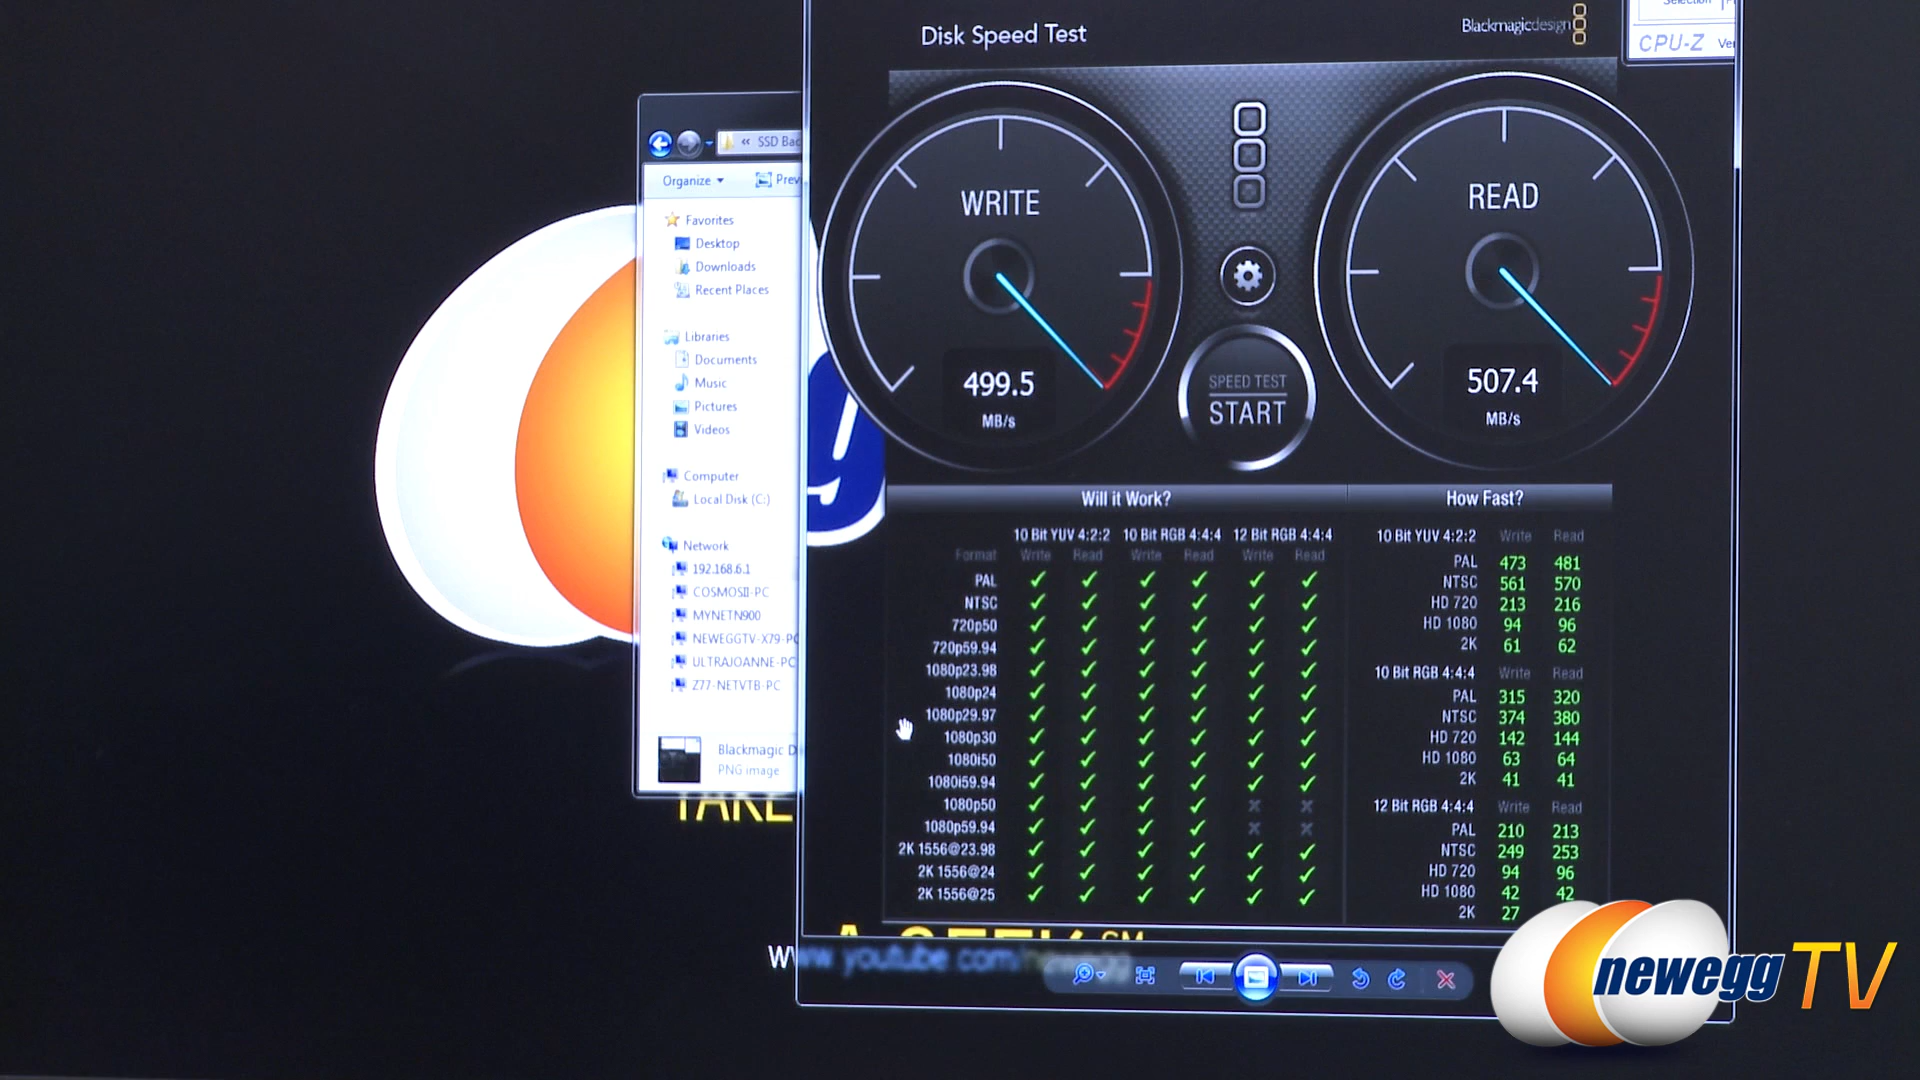 Disk Speed Test
Blackmagicdesign
CPU-Z
SSD
Organize
Favorites
Desktop
Downloads
Recent Places
Libraries
Documents
Music
Pictures
Videos
Computer
Local Disk (C:)
Network
192.168.6.1
COSMOSII-PC
MYNETN900
NEWEGGTV-X79-PC
ULTRAJOANNE-PC
Z77-NETVTB-PC
Blackmagic D
PNG image
WRITE
499.5
MB/s
SPEED TEST
START
READ
507.4
MB/s
Will it Work?
10 Bit YUV 4:2:2 10 Bit RGB 4:4:4 12 Bit RGB 4:4:4
Format Write Read Write Read Write Read
PAL ✓ ✓ ✓ ✓ ✓ ✓
NTSC ✓ ✓ ✓ ✓ ✓ ✓
720p50 ✓ ✓ ✓ ✓ ✓ ✓
720p59.94 ✓ ✓ ✓ ✓ ✓ ✓
1080p23.98 ✓ ✓ ✓ ✓ ✓ ✓
1080p24 ✓ ✓ ✓ ✓ ✓ ✓
1080p29.97 ✓ ✓ ✓ ✓ ✓ ✓
1080p30 ✓ ✓ ✓ ✓ ✓ ✓
1080i50 ✓ ✓ ✓ ✓ ✓ ✓
1080i59.94 ✓ ✓ ✓ ✓ ✓ ✓
1080p50 ✓ ✓ ✓ ✓ x x
1080p59.94 ✓ ✓ ✓ ✓ x x
2K 1556@23.98 ✓ ✓ ✓ ✓ ✓ ✓
2K 1556@24 ✓ ✓ ✓ ✓ ✓ ✓
2K 1556@25 ✓ ✓ ✓ ✓ ✓ ✓
How Fast?
10 Bit YUV 4:2:2 Write Read
PAL 473 481
NTSC 561 570
HD 720 213 216
HD 1080 94 96
2K 61 62
10 Bit RGB 4:4:4 Write Read
PAL 315 320
NTSC 374 380
HD 720 142 144
HD 1080 63 64
2K 41 41
12 Bit RGB 4:4:4 Write Read
PAL 210 213
NTSC 249 253
HD 720 94 96
HD 1080 42 42
2K 27
TAKE
A GEEK SM
www.youtube.com/newegg
newegg TV